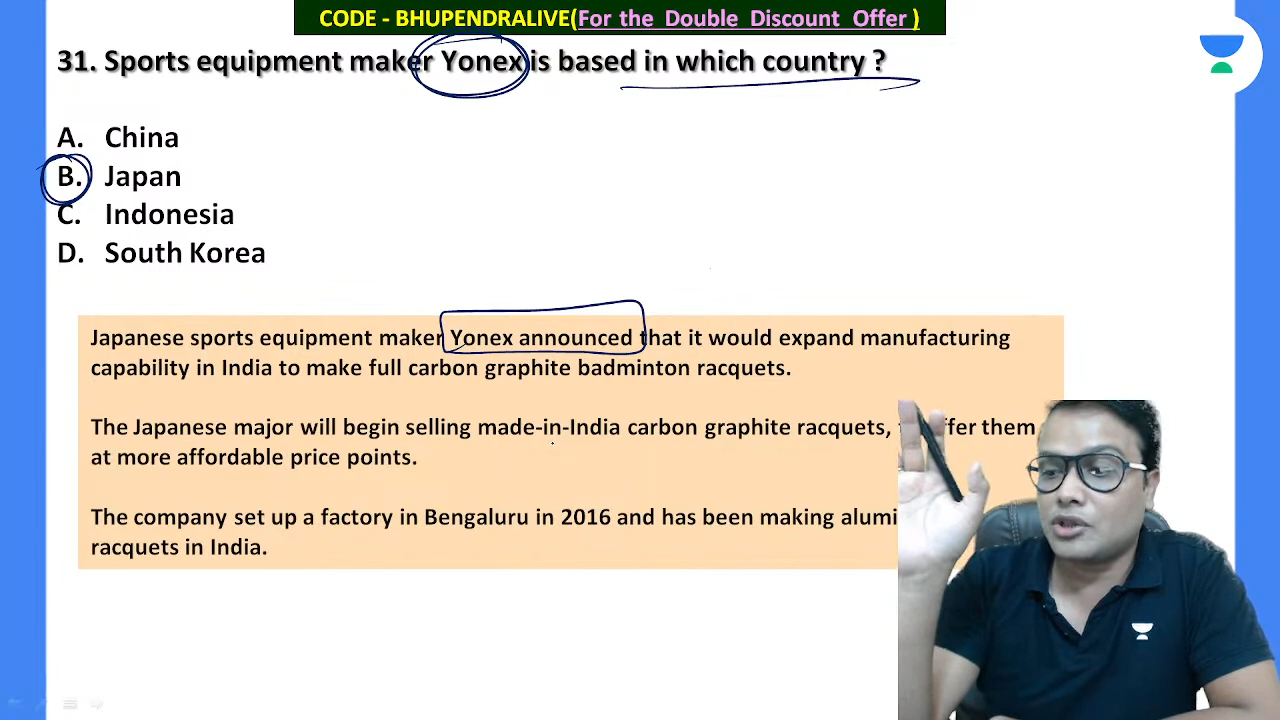 CODE - BHUPENDRALIVE(For the Double Discount Offer )
31. Sports equipment maker Yonex is based in which country ?
A. China
B. Japan
C. Indonesia
D. South Korea
Japanese sports equipment maker Yonex announced that it would expand manufacturing
capability in India to make full carbon graphite badminton racquets.
The Japanese major will begin selling made-in-India carbon graphite racquets, them
at more affordable price points.
The company set up a factory in Bengaluru in 2016 and has been making
racquets in India.